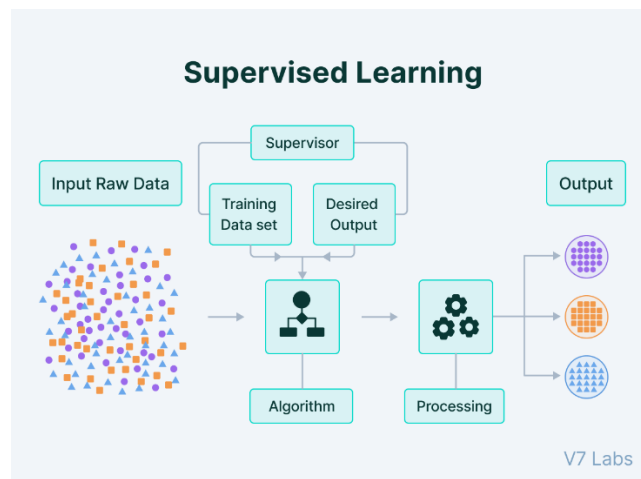 Supervised Learning
Supervisor
Input Raw Data
Training
Data set
Desired
Output
Output
Algorithm
Processing
V7 Labs